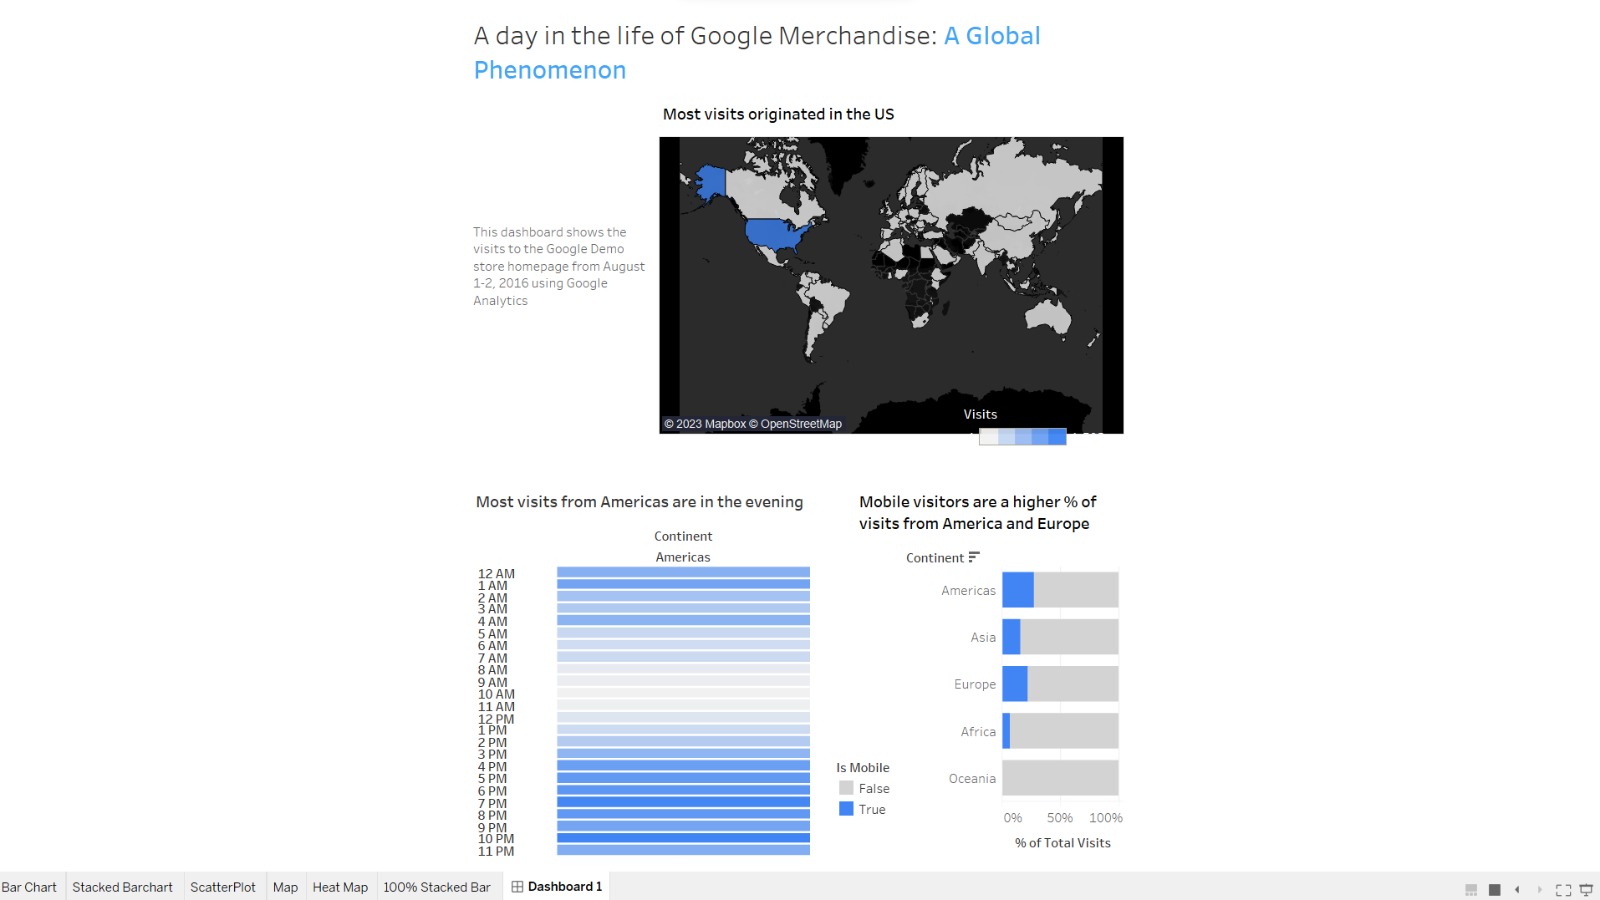 A day in the life of Google Merchandise: A Global
Phenomenon
Most visits originated in the US
This dashboard shows the
visits to the Google Demo
store homepage from August
1-2, 2016 using Google
Analytics
© 2023 Mapbox © OpenStreetMap
Visits
Most visits from Americas are in the evening
Continent
Americas
12 AM
1 AM
2 AM
3 AM
4 AM
5 AM
6 AM
7 AM
8 AM
9 AM
10 AM
11 AM
12 PM
1 PM
2 PM
3 PM
4 PM
5 PM
6 PM
7 PM
8 PM
9 PM
10 PM
11 PM
Mobile visitors are a higher % of
visits from America and Europe
Continent
Americas
Asia
Europe
Africa
Oceania
0% 50% 100%
% of Total Visits
Is Mobile
False
True
Bar Chart Stacked Barchart ScatterPlot Map Heat Map 100% Stacked Bar Dashboard 1